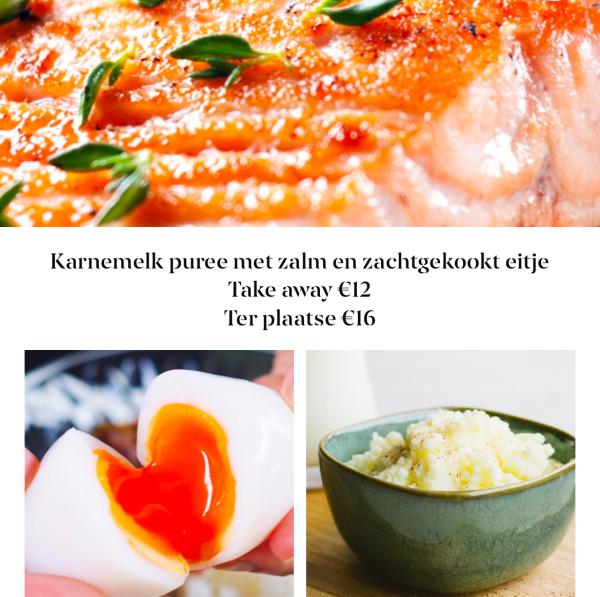 Karnemelk puree met zalm en zachtgekookt eitje
Take away €12
Ter plaatse €16